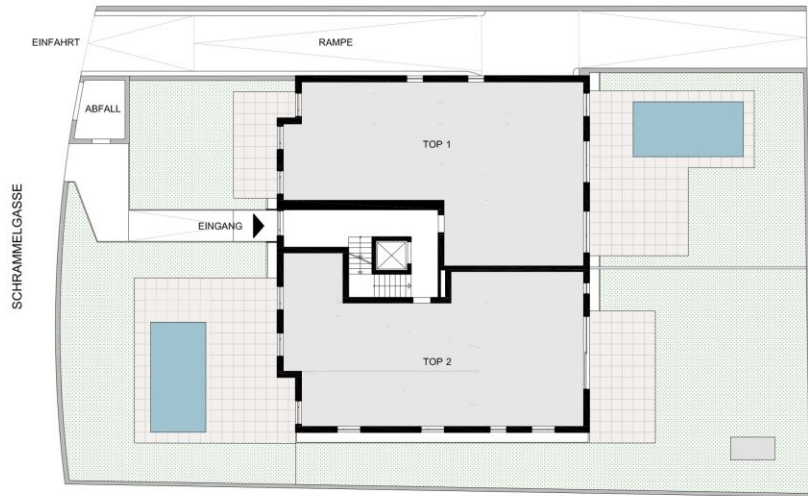 EINFAHRT
RAMPE
ABFALL
TOP 1
SCHRAMMELGASSE
EINGANG
TOP 2